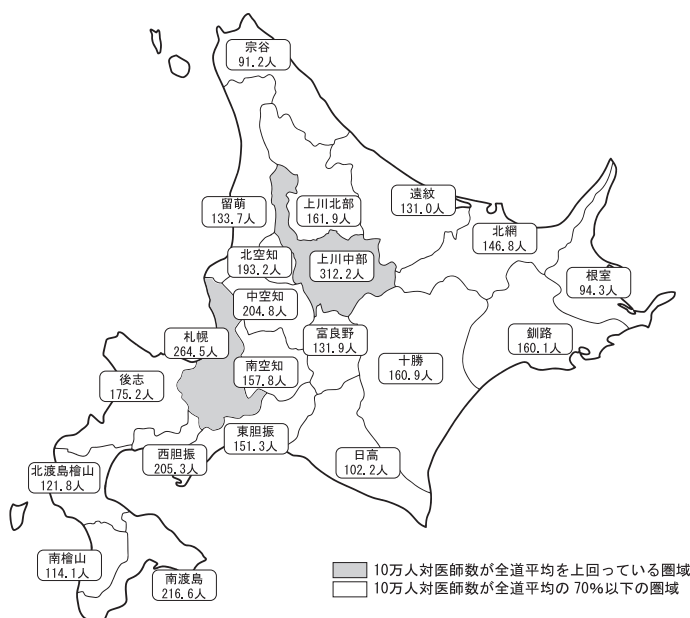 宗谷
91.2人
留萌
133.7人
上川北部
161.9人
遠紋
131.0人
北網
146.8人
北空知
193.2人
上川中部
312.2人
根室
94.3人
中空知
204.8人
札幌
264.5人
富良野
131.9人
釧路
160.1人
十勝
160.9人
南空知
157.8人
後志
175.2人
東胆振
151.3人
西胆振
205.3人
日高
102.2人
北渡島檜山
121.8人
南檜山
114.1人
南渡島
216.6人
10万人対医師数が全道平均を上回っている圏域
10万人対医師数が全道平均の70%以下の圏域